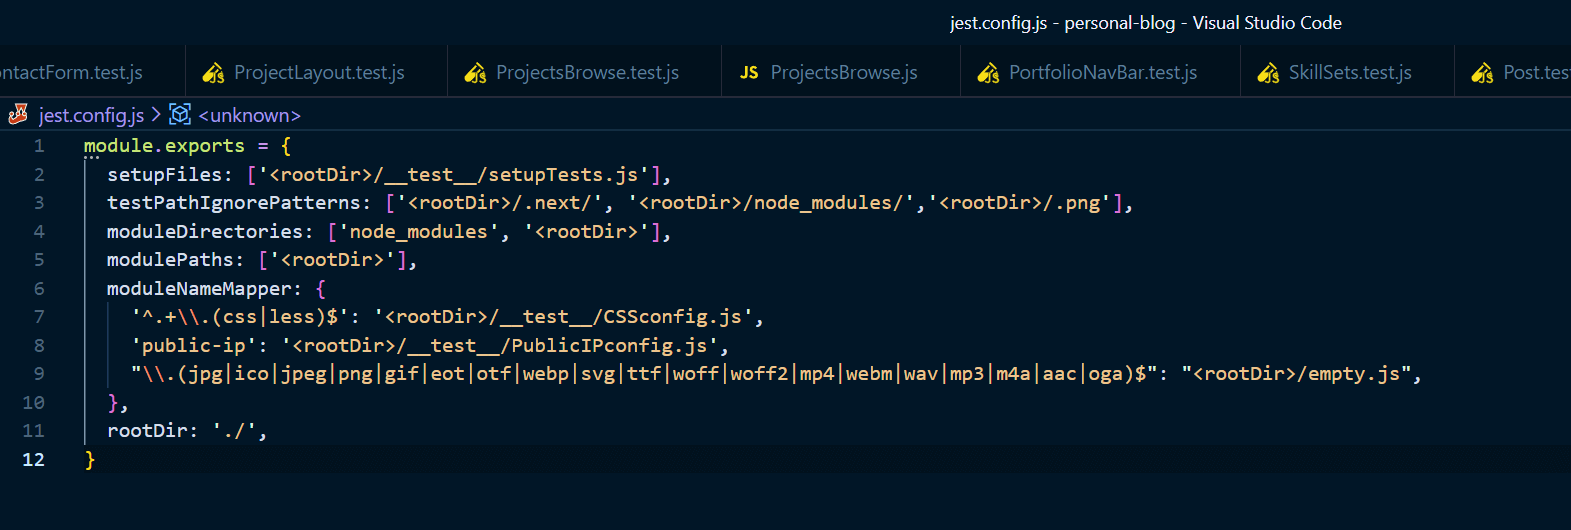 jest.config.js - personal-blog - Visual Studio Code
ntactForm.test.js ProjectLayout.test.js ProjectsBrowse.test.js JS ProjectsBrowse.js PortfolioNavBar.test.js SkillSets.test.js Post.tes
jest.config.js > <unknown>
1 module.exports = {
2 setupFiles: ['<rootDir>/__test__/setupTests.js'],
3 testPathIgnorePatterns: ['<rootDir>/.next/', '<rootDir>/node_modules/','<rootDir>/.png'],
4 moduleDirectories: ['node_modules', '<rootDir>'],
5 modulePaths: ['<rootDir>'],
6 moduleNameMapper: {
7 '^.+\\.(css|less)$': '<rootDir>/__test__/CSSconfig.js',
8 'public-ip': '<rootDir>/__test__/PublicIPconfig.js',
9 "\\.(jpg|ico|jpeg|png|gif|eot|otf|webp|svg|ttf|woff|woff2|mp4|webm|wav|mp3|m4a|aac|oga)$": "<rootDir>/empty.js",
10 },
11 rootDir: './',
12 }